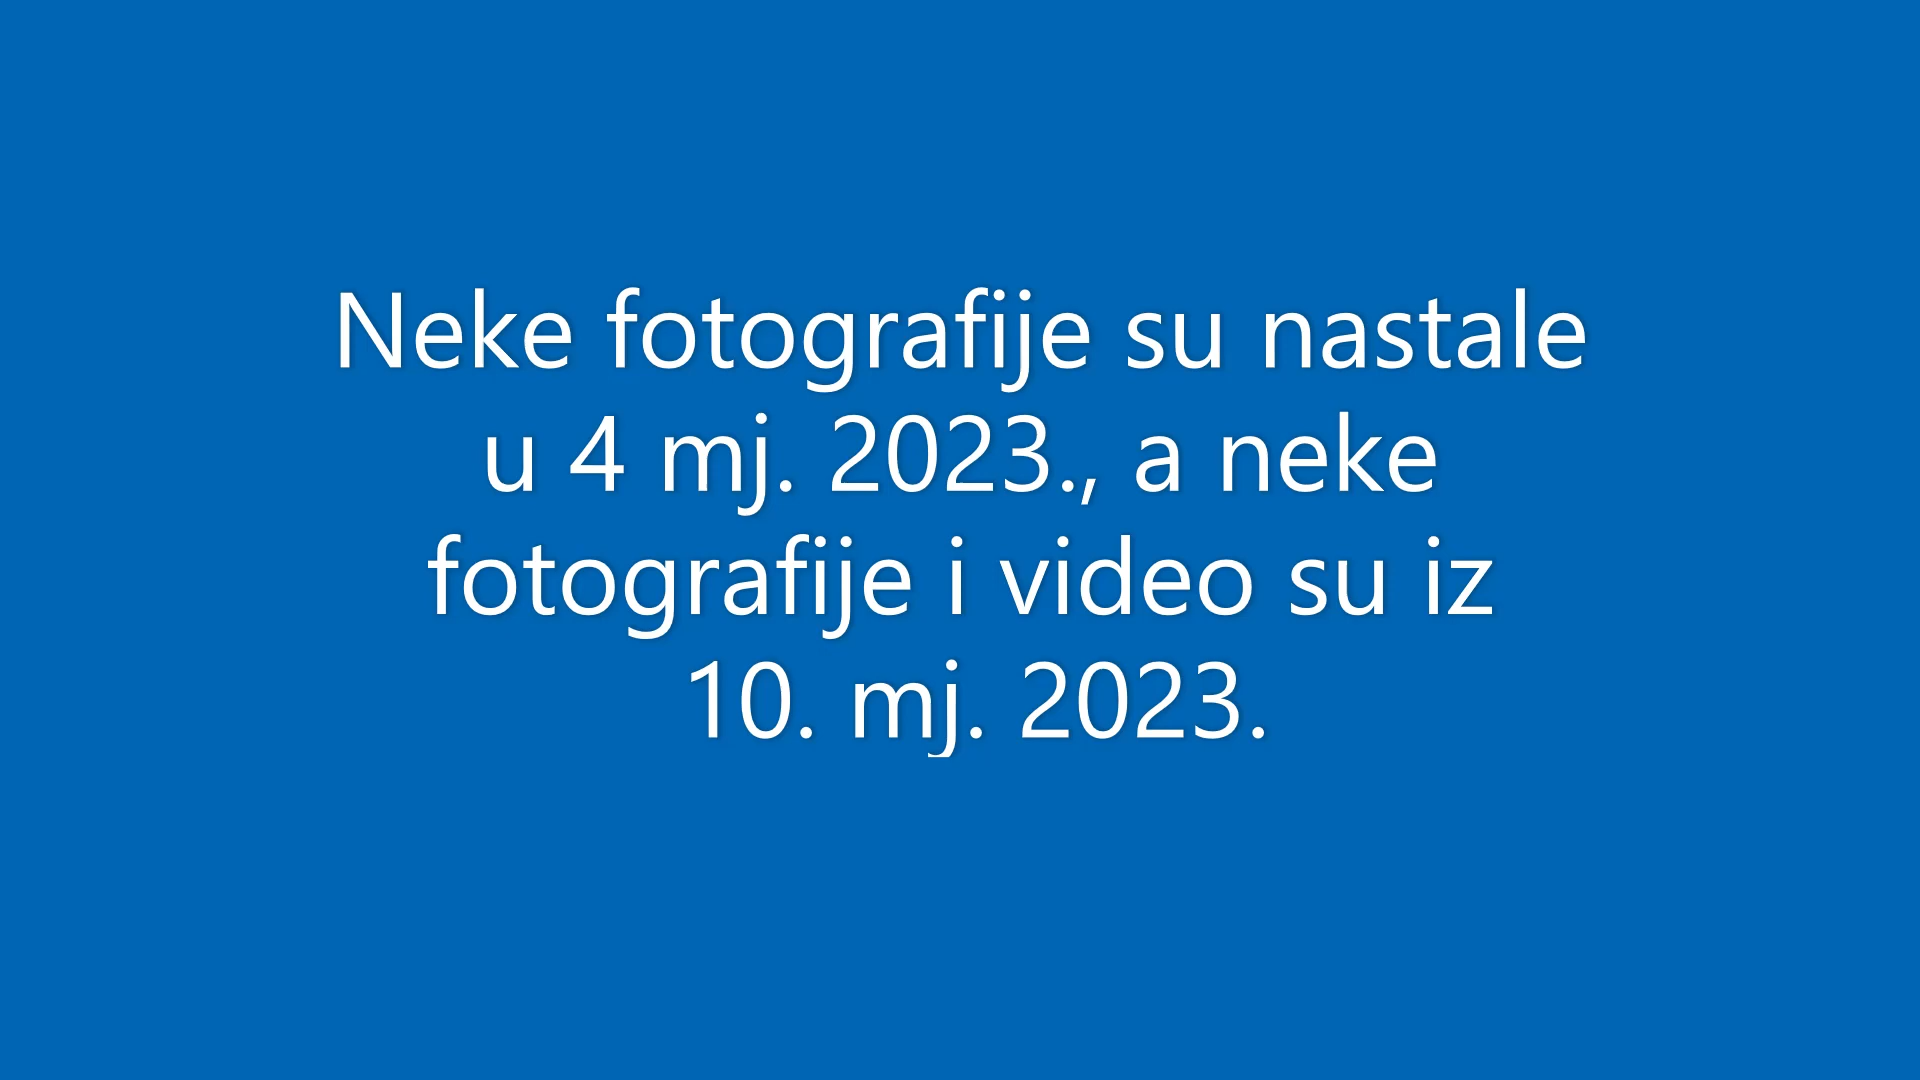 Neke fotografije su nastale
u 4 mj. 2023., a neke
fotografije i video su iz
10. mj. 2023.